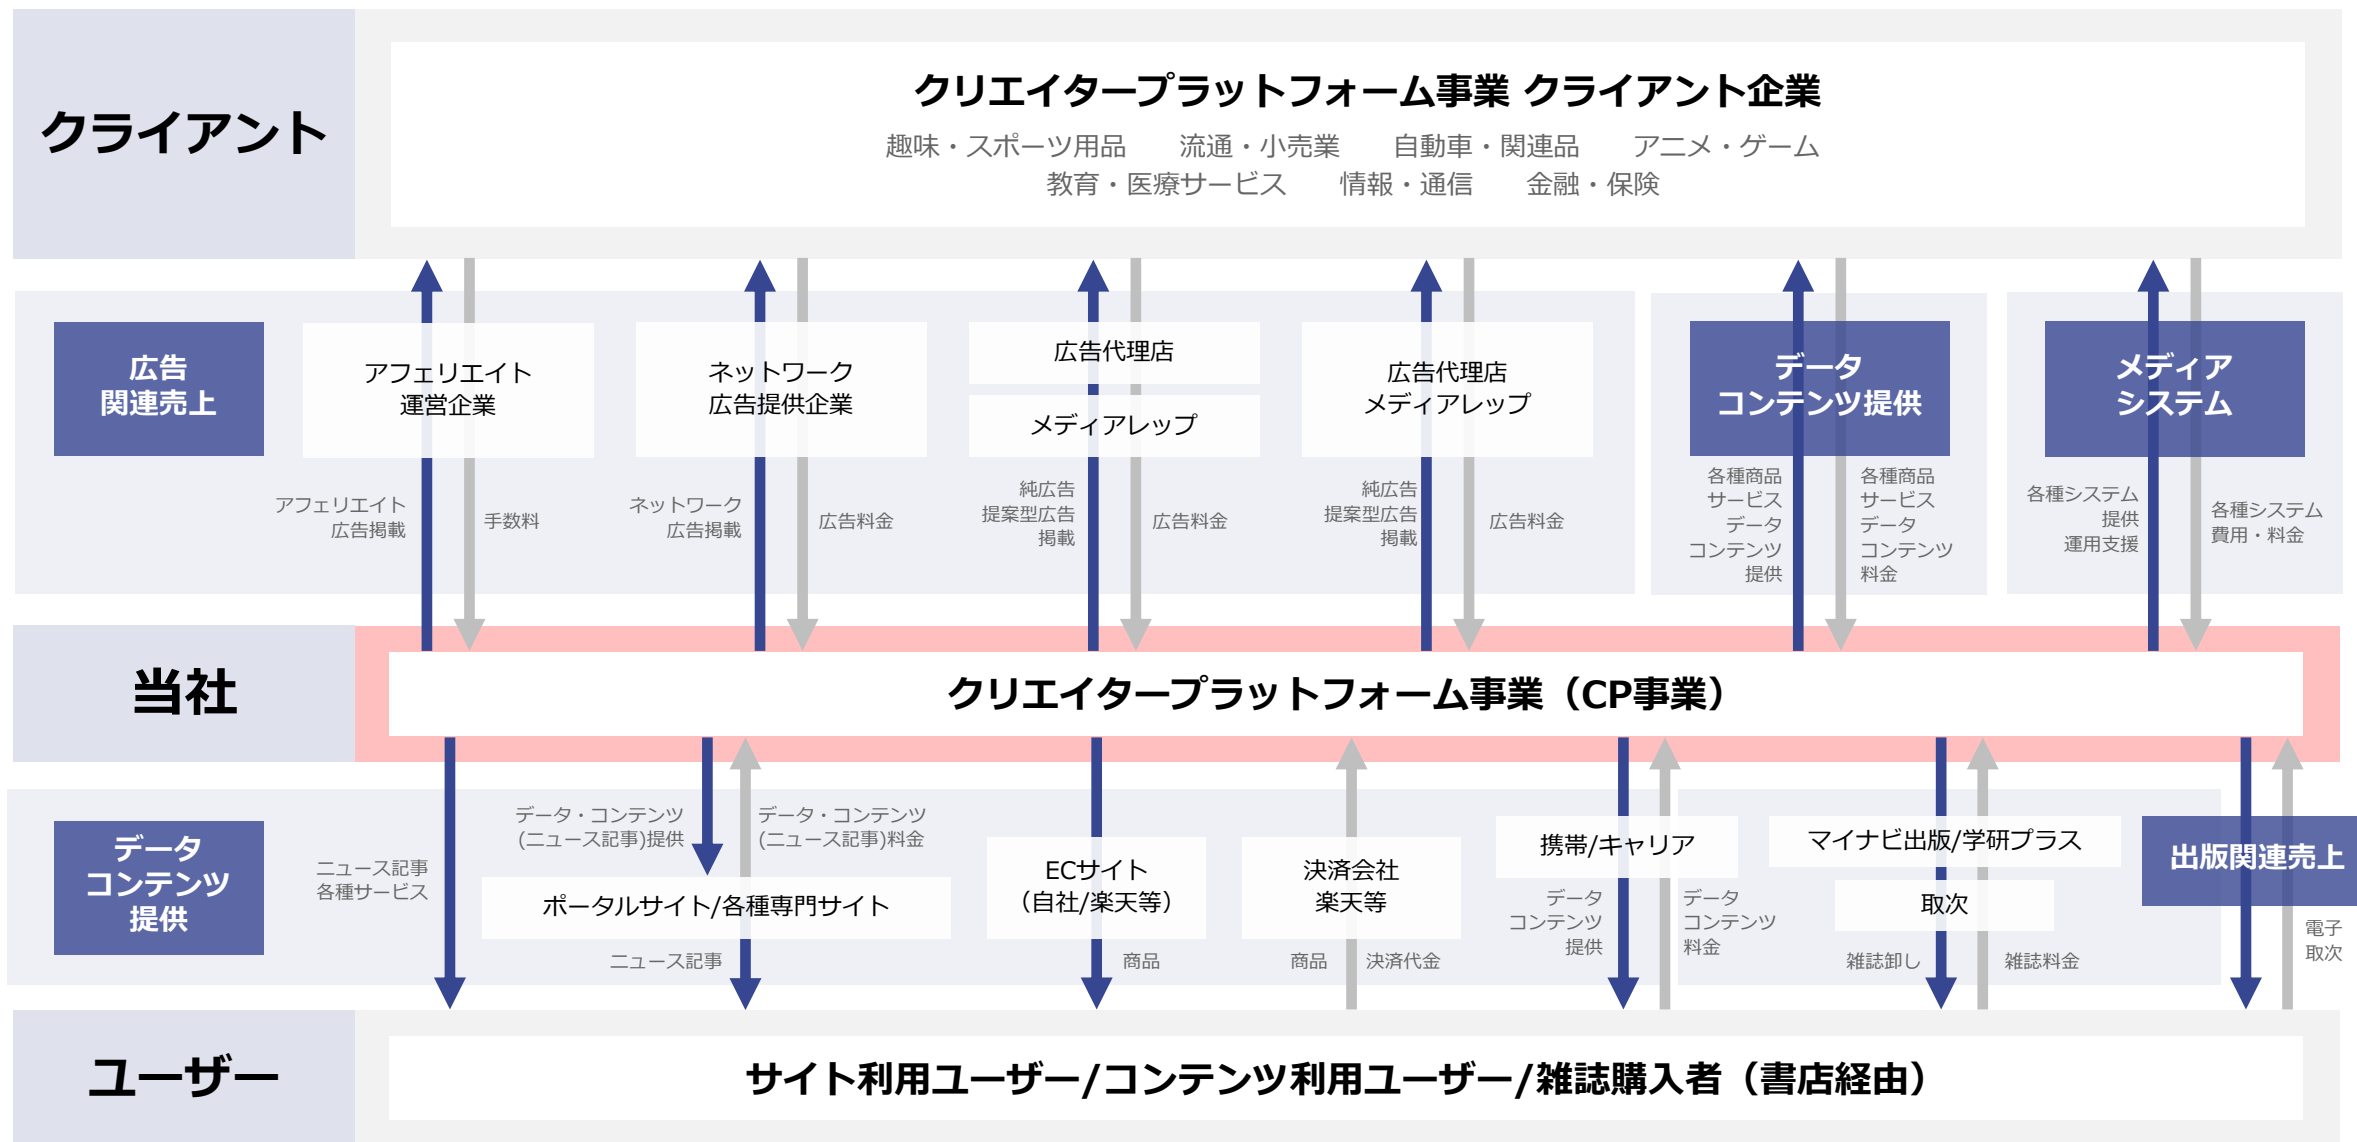 クライアント
クリエイタープラットフォーム事業 クライアント企業
趣味・スポーツ用品　流通・小売業　自動車・関連品　アニメ・ゲーム
教育・医療サービス　情報・通信　金融・保険
広告
関連売上
アフェリエイト
運営企業
ネットワーク
広告提供企業
広告代理店
メディアレップ
広告代理店
メディアレップ
データ
コンテンツ提供
メディア
システム
アフェリエイト
広告掲載
手数料
ネットワーク
広告掲載
広告料金
純広告
提案型広告
掲載
広告料金
純広告
提案型広告
掲載
広告料金
各種商品
サービス
データ
コンテンツ
提供
各種商品
サービス
データ
コンテンツ
料金
各種システム
提供
運用支援
各種システム
費用・料金
当社
クリエイタープラットフォーム事業（CP事業）
データ
コンテンツ
提供
ニュース記事
各種サービス
データ・コンテンツ
(ニュース記事)提供
データ・コンテンツ
(ニュース記事)料金
ポータルサイト/各種専門サイト
ニュース記事
ECサイト
（自社/楽天等）
商品
決済会社
楽天等
商品
決済代金
携帯/キャリア
データ
コンテンツ
提供
データ
コンテンツ
料金
マイナビ出版/学研プラス
取次
雑誌卸し
雑誌料金
出版関連売上
電子
取次
ユーザー
サイト利用ユーザー/コンテンツ利用ユーザー/雑誌購入者（書店経由）